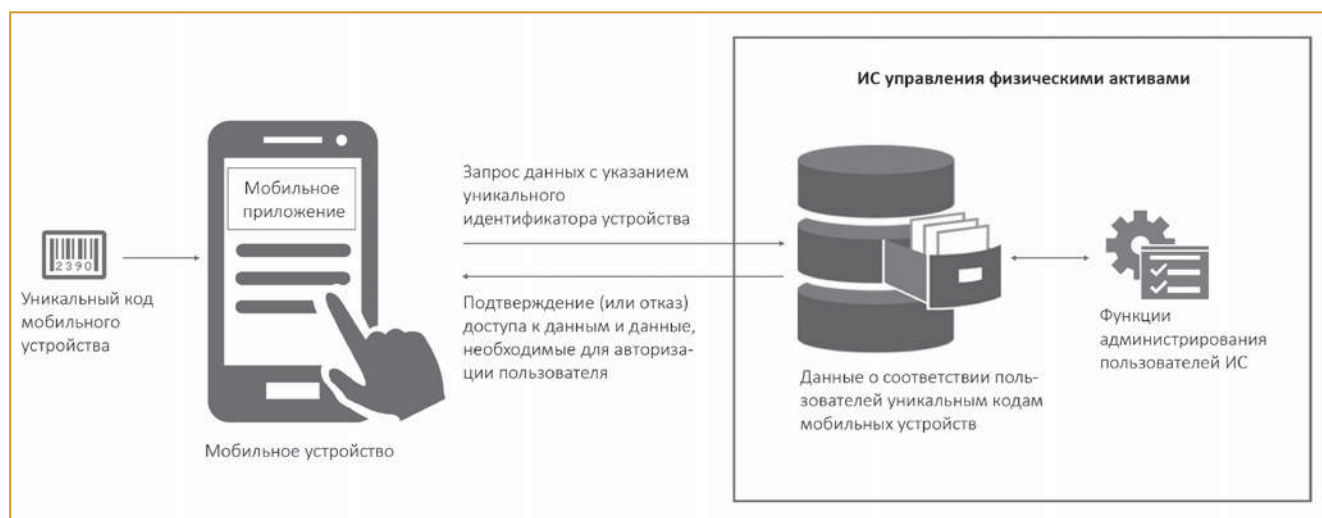 ИС управления физическими активами
Мобильное
приложение
Запрос данных с указанием
уникального
идентификатора устройства
2390
Уникальный код
мобильного
устройства
Подтверждение (или отказ)
доступа к данным и данные,
необходимые для авториза-
ции пользователя
Мобильное устройство
Данные о соответствии поль-
зователей уникальным кодам
мобильных устройств
Функции
администрирования
пользователей ИС